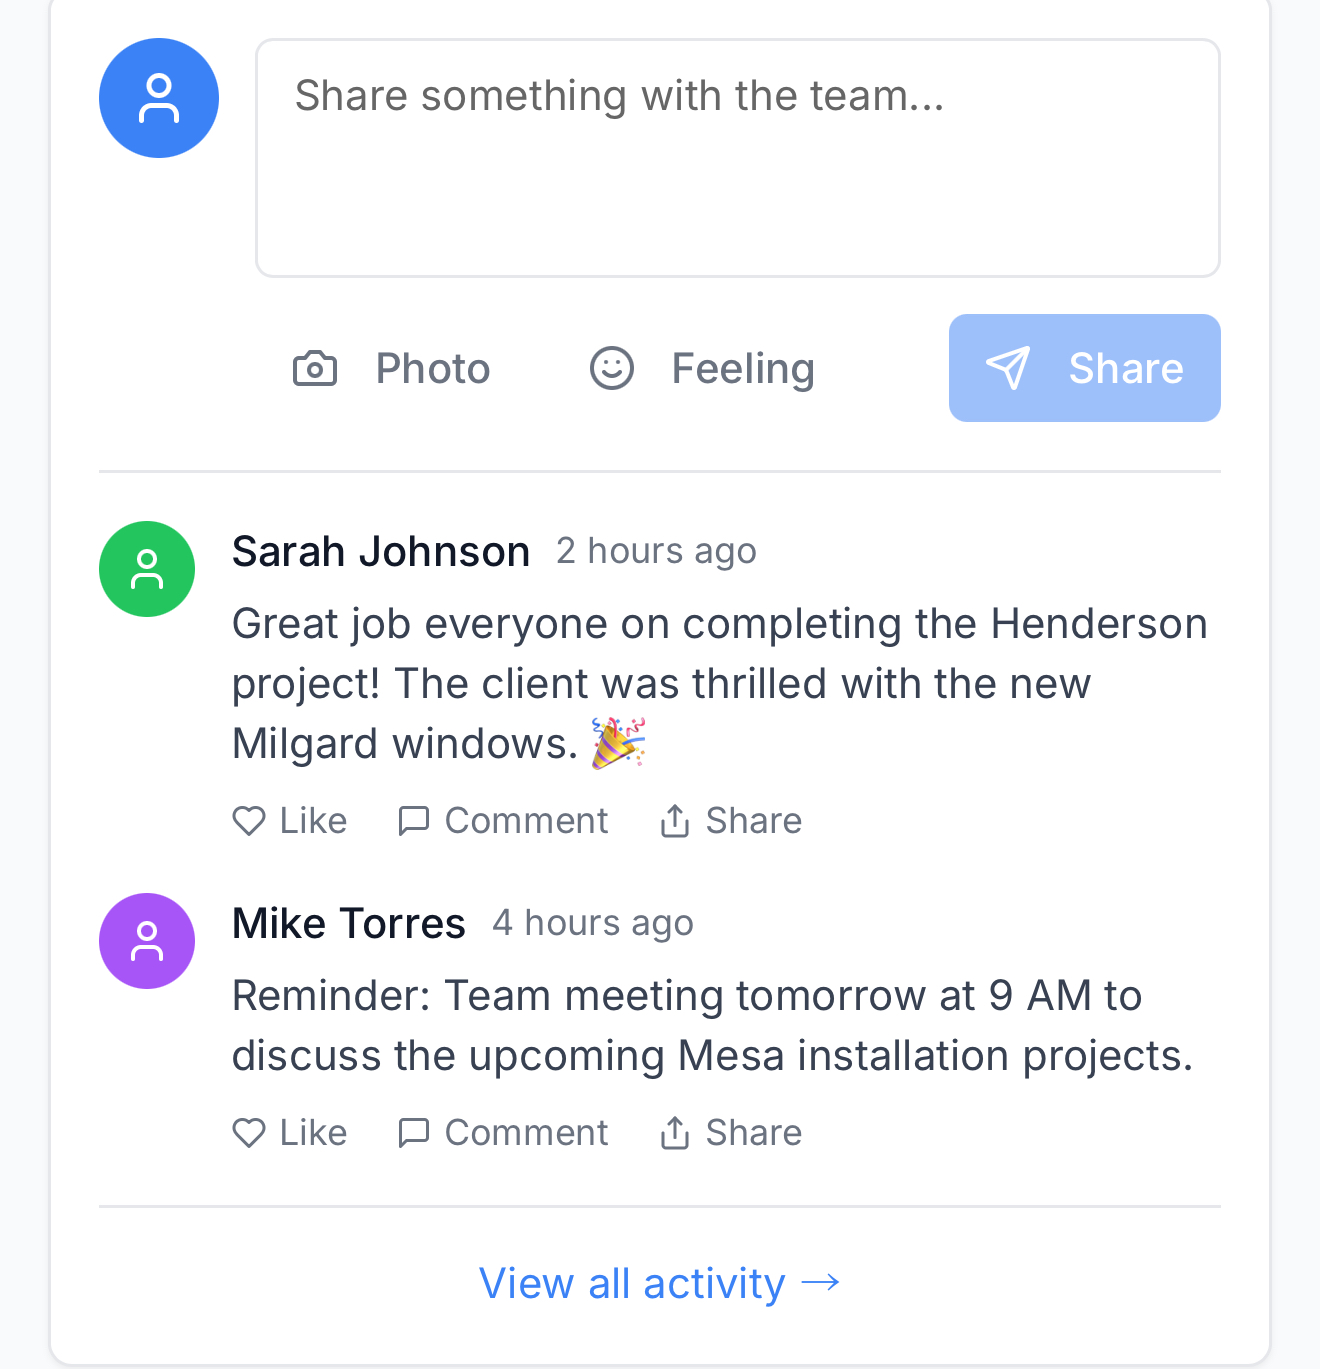 Share something with the team...
Photo
Feeling
Share
Sarah Johnson 2 hours ago
Great job everyone on completing the Henderson
project! The client was thrilled with the new
Milgard windows. 🎉
Like Comment Share
Mike Torres 4 hours ago
Reminder: Team meeting tomorrow at 9 AM to
discuss the upcoming Mesa installation projects.
Like Comment Share
View all activity →